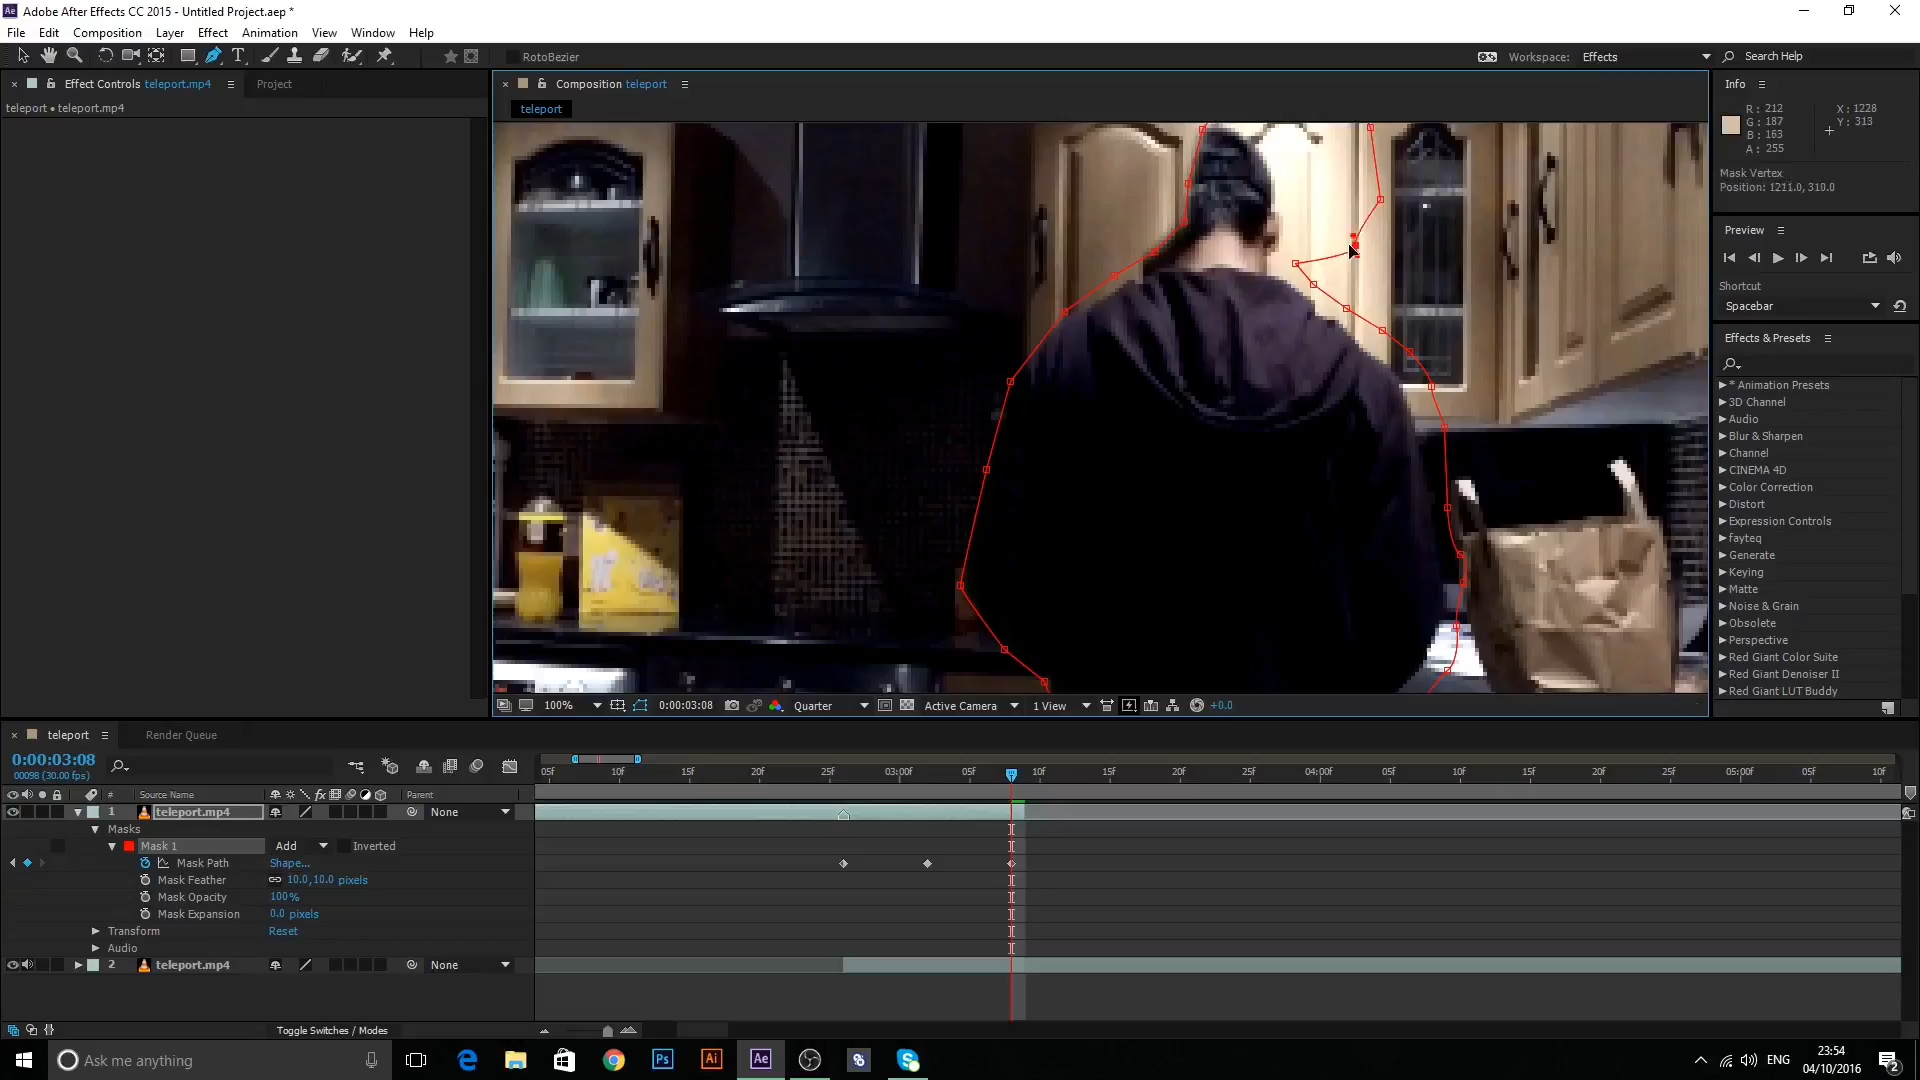 Adobe After Effects CC 2015 - Untitled Project.aep *
File Edit Composition Layer Effect Animation View Window Help
RotoBezier
Workspace: Effects
Search Help
Effect Controls teleport.mp4
Project
teleport • teleport.mp4
Composition teleport
teleport
Info
R : 212
G : 187
B : 163
A : 255
X : 1228
Y : 313
Mask Vertex
Position: 1211.0, 310.0
Preview
Shortcut
Spacebar
Effects & Presets
* Animation Presets
3D Channel
Audio
Blur & Sharpen
Channel
CINEMA 4D
Color Correction
Distort
Expression Controls
fayteq
Generate
Keying
Matte
Noise & Grain
Obsolete
Perspective
Red Giant Color Suite
Red Giant Denoiser II
Red Giant LUT Buddy
100% 0:00:03:08 Quarter Active Camera 1 View +0.0
teleport
Render Queue
0:00:03:08
00098 (30.00 fps)
05f 10f 15f 20f 25f 03:00f 05f 10f 15f 20f 25f 04:00f 05f 10f 15f 20f 25f 05:00f 05f 10f
# Source Name Parent
1 teleport.mp4 None
Masks
Mask 1 Add Inverted
Mask Path Shape...
Mask Feather 10.0,10.0 pixels
Mask Opacity 100%
Mask Expansion 0.0 pixels
Transform Reset
Audio
2 teleport.mp4 None
Toggle Switches / Modes
Ask me anything
Ps
Ai
Ae
ENG
23:54
04/10/2016
2